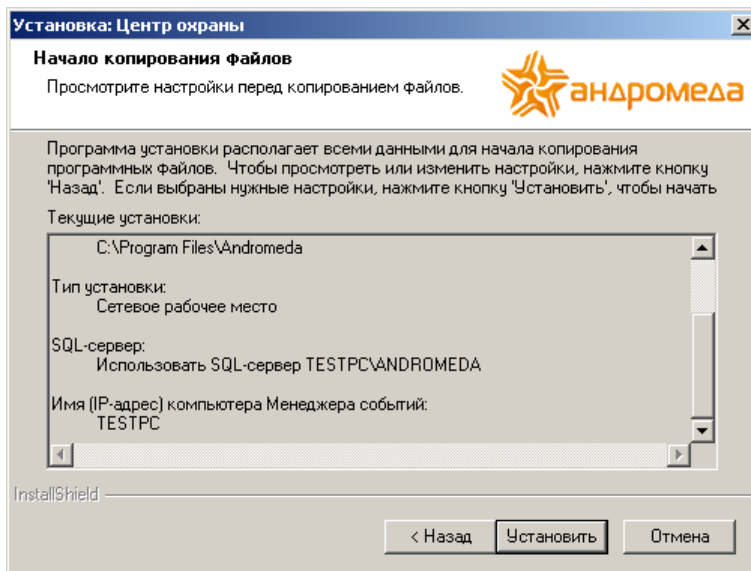 Установка: Центр охраны
Начало копирования файлов
Просмотрите настройки перед копированием файлов.
андромеда
Программа установки располагает всеми данными для начала копирования
программных файлов. Чтобы просмотреть или изменить настройки, нажмите кнопку
'Назад'. Если выбраны нужные настройки, нажмите кнопку 'Установить', чтобы начать
Текущие установки:
C:\Program Files\Andromeda
Тип установки:
Сетевое рабочее место
SQL-сервер:
Использовать SQL-сервер TESTPC\ANDROMEDA
Имя (IP-адрес) компьютера Менеджера событий:
TESTPC
InstallShield
< Назад
Установить
Отмена